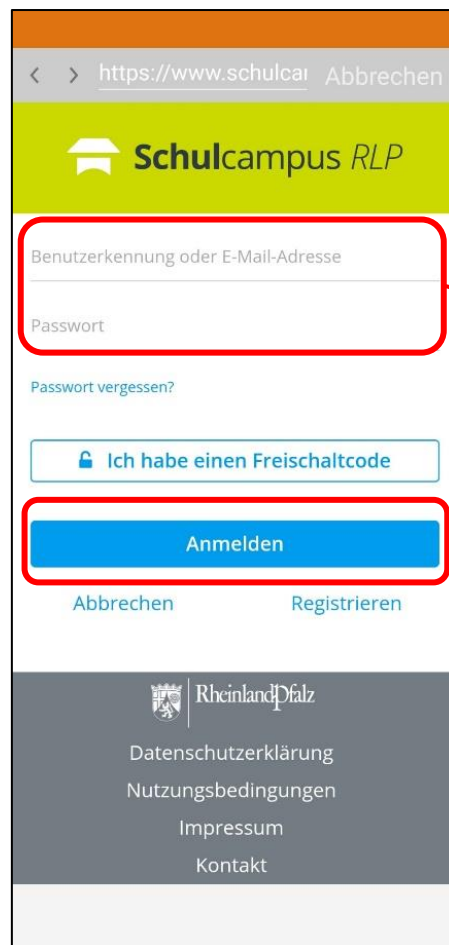 https://www.schulcar Abbrechen
Schulcampus RLP
Benutzerkennung oder E-Mail-Adresse
Passwort
Passwort vergessen?
Ich habe einen Freischaltcode
Anmelden
Abbrechen Registrieren
RheinlandPfalz
Datenschutzerklärung
Nutzungsbedingungen
Impressum
Kontakt